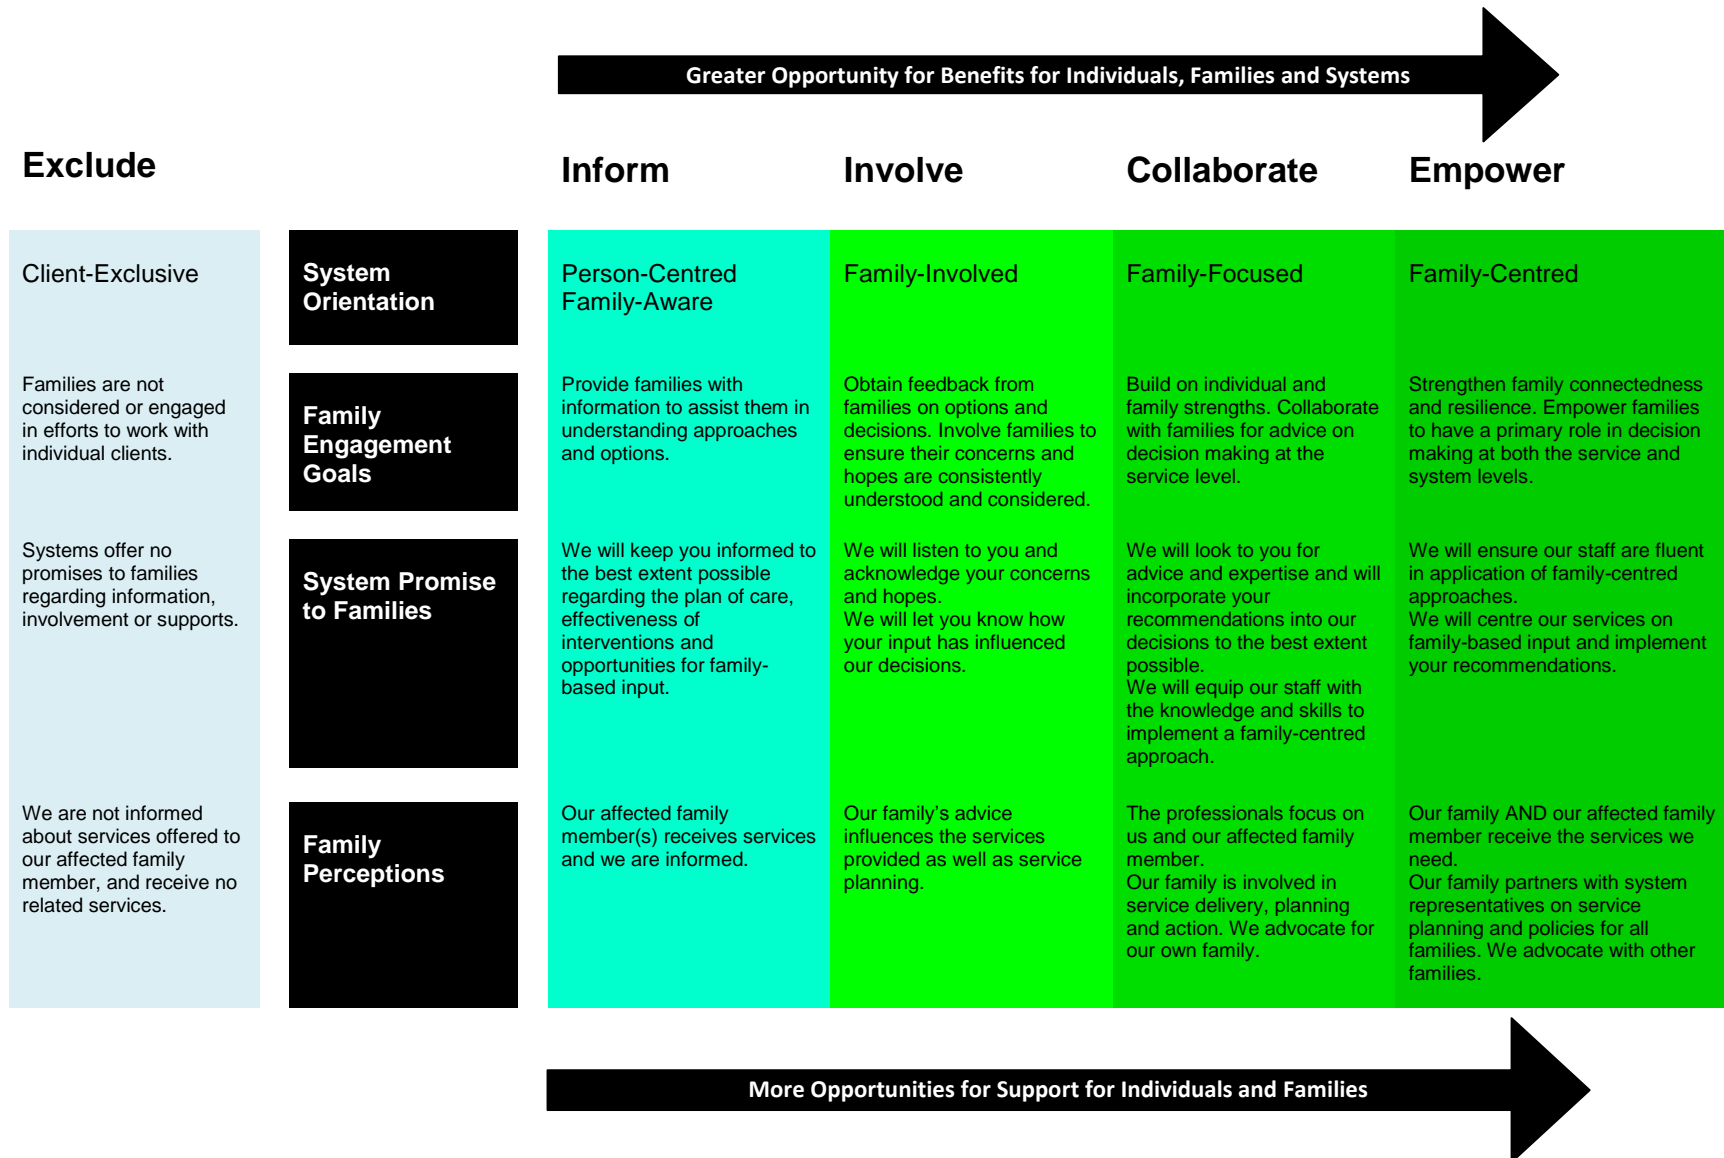 Greater Opportunity for Benefits for Individuals, Families and Systems
Exclude
Inform
Involve
Collaborate
Empower
Client-Exclusive
System
Orientation
Person-Centred
Family-Aware
Family-Involved
Family-Focused
Family-Centred
Families are not
considered or engaged
in efforts to work with
individual clients.
Family
Engagement
Goals
Provide families with
information to assist them in
understanding approaches
and options.
Obtain feedback from
families on options and
decisions. Involve families to
ensure their concerns and
hopes are consistently
understood and considered.
Build on individual and
family strengths. Collaborate
with families for advice on
decision making at the
service level.
Strengthen family connectedness
and resilience. Empower families
to have a primary role in decision
making at both the service and
system levels.
Systems offer no
promises to families
regarding information,
involvement or supports.
System Promise
to Families
We will keep you informed to
the best extent possible
regarding the plan of care,
effectiveness of
interventions and
opportunities for family-
based input.
We will listen to you and
acknowledge your concerns
and hopes.
We will let you know how
your input has influenced
our decisions.
We will look to you for
advice and expertise and will
incorporate your
recommendations into our
decisions to the best extent
possible.
We will equip our staff with
the knowledge and skills to
implement a family-centred
approach.
We will ensure our staff are fluent
in application of family-centred
approaches.
We will centre our services on
family-based input and implement
your recommendations.
We are not informed
about services offered to
our affected family
member, and receive no
related services.
Family
Perceptions
Our affected family
member(s) receives services
and we are informed.
Our family’s advice
influences the services
provided as well as service
planning.
The professionals focus on
us and our affected family
member.
Our family is involved in
service delivery, planning
and action. We advocate for
our own family.
Our family AND our affected family
member receive the services we
need.
Our family partners with system
representatives on service
planning and policies for all
families. We advocate with other
families.
More Opportunities for Support for Individuals and Families